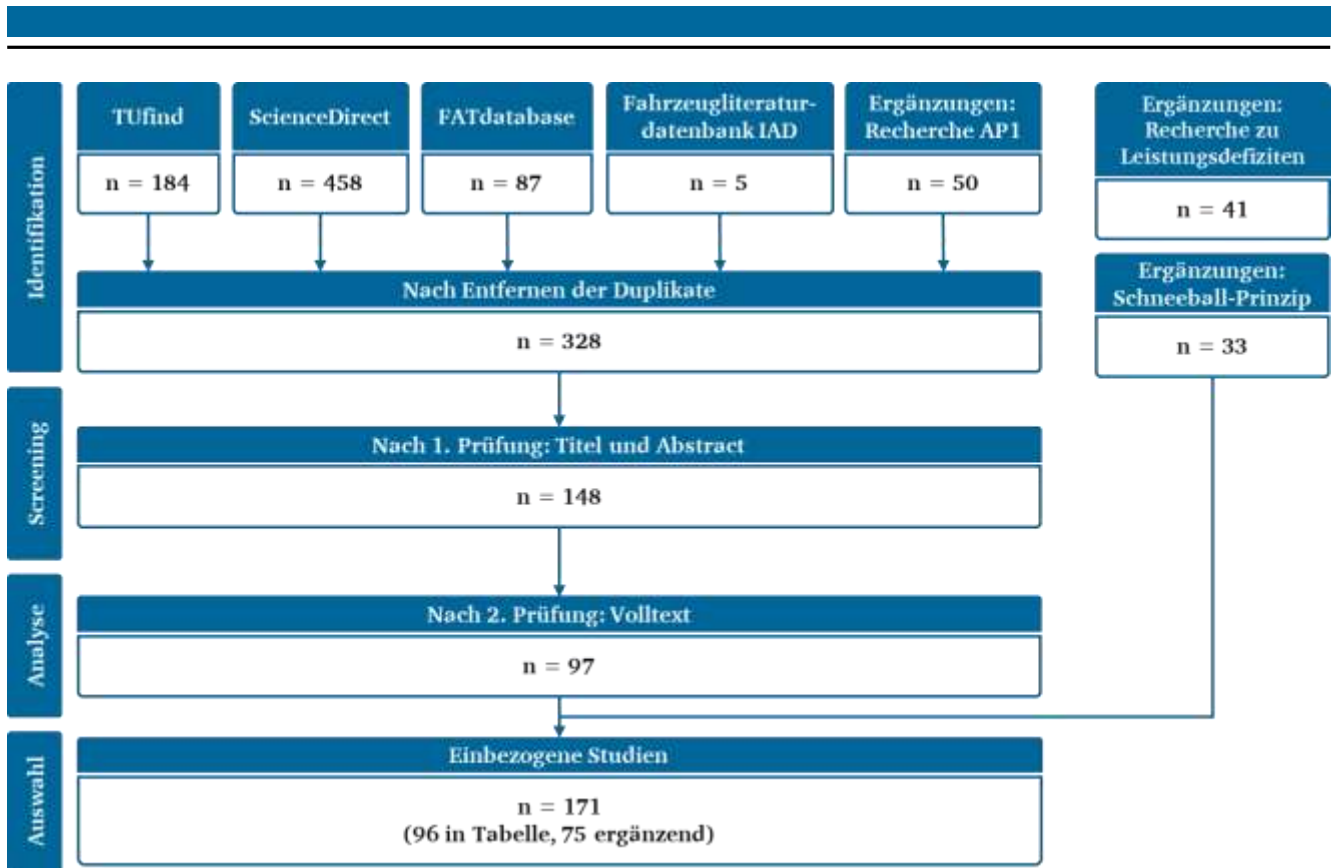 Identifikation
TUfind
n = 184
ScienceDirect
n = 458
FATdatabase
n = 87
Fahrzeugliteratur-
datenbank IAD
n = 5
Ergänzungen:
Recherche AP1
n = 50
Ergänzungen:
Recherche zu
Leistungsdefiziten
n = 41
Ergänzungen:
Schneeball-Prinzip
n = 33
Nach Entfernen der Duplikate
n = 328
Screening
Nach 1. Prüfung: Titel und Abstract
n = 148
Analyse
Nach 2. Prüfung: Volltext
n = 97
Auswahl
Einbezogene Studien
n = 171
(96 in Tabelle, 75 ergänzend)